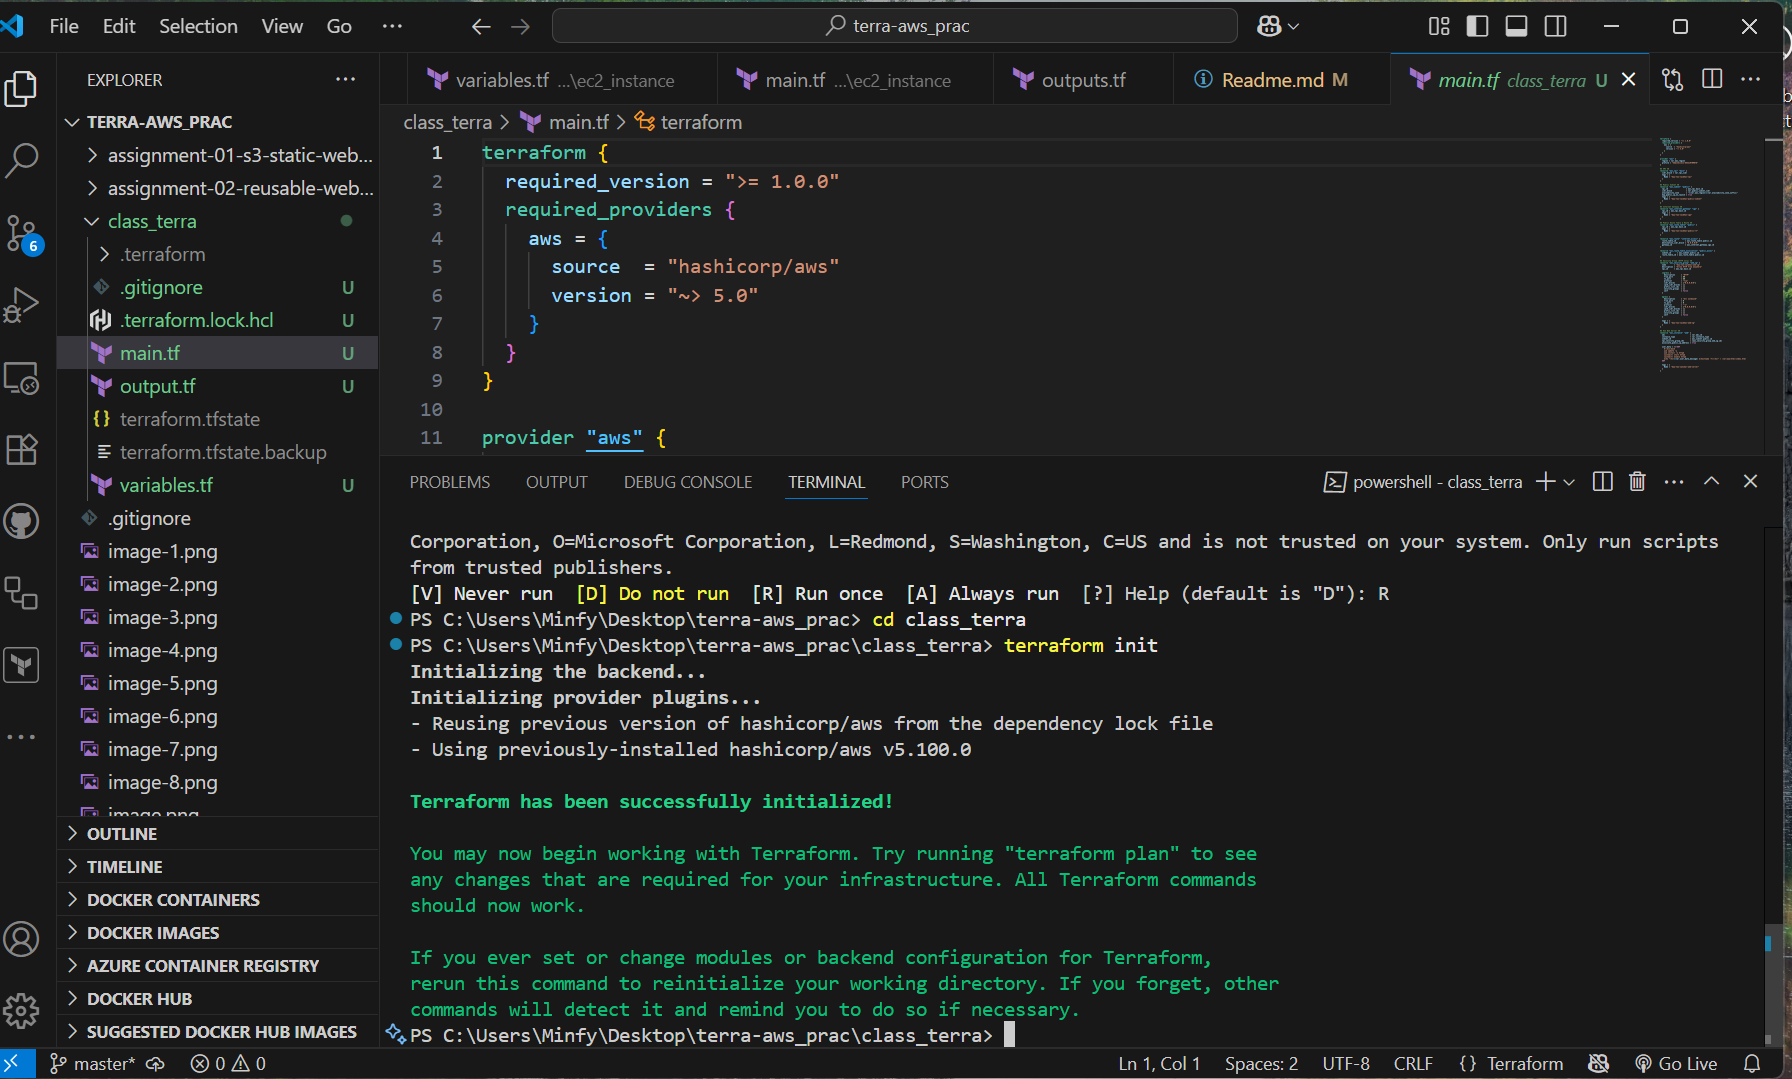 File Edit Selection View Go ... terra-aws_prac
EXPLORER
TERRA-AWS_PRAC
assignment-01-s3-static-web...
assignment-02-reusable-web...
class_terra
.terraform
.gitignore U
.terraform.lock.hcl U
main.tf U
output.tf U
terraform.tfstate
terraform.tfstate.backup
variables.tf U
.gitignore
image-1.png
image-2.png
image-3.png
image-4.png
image-5.png
image-6.png
image-7.png
image-8.png
image.png
OUTLINE
TIMELINE
DOCKER CONTAINERS
DOCKER IMAGES
AZURE CONTAINER REGISTRY
DOCKER HUB
SUGGESTED DOCKER HUB IMAGES
6
variables.tf ...\ec2_instance main.tf ...\ec2_instance outputs.tf Readme.md M main.tf class_terra U
class_terra > main.tf > terraform
1 terraform {
2 required_version = ">= 1.0.0"
3 required_providers {
4 aws = {
5 source = "hashicorp/aws"
6 version = "~> 5.0"
7 }
8 }
9 }
10
11 provider "aws" {
PROBLEMS OUTPUT DEBUG CONSOLE TERMINAL PORTS powershell - class_terra
Corporation, O=Microsoft Corporation, L=Redmond, S=Washington, C=US and is not trusted on your system. Only run scripts
from trusted publishers.
[V] Never run [D] Do not run [R] Run once [A] Always run [?] Help (default is "D"): R
PS C:\Users\Minfy\Desktop\terra-aws_prac> cd class_terra
PS C:\Users\Minfy\Desktop\terra-aws_prac\class_terra> terraform init
Initializing the backend...
Initializing provider plugins...
- Reusing previous version of hashicorp/aws from the dependency lock file
- Using previously-installed hashicorp/aws v5.100.0
Terraform has been successfully initialized!
You may now begin working with Terraform. Try running "terraform plan" to see
any changes that are required for your infrastructure. All Terraform commands
should now work.
If you ever set or change modules or backend configuration for Terraform,
rerun this command to reinitialize your working directory. If you forget, other
commands will detect it and remind you to do so if necessary.
PS C:\Users\Minfy\Desktop\terra-aws_prac\class_terra>
master* 0 0 Ln 1, Col 1 Spaces: 2 UTF-8 CRLF {} Terraform Go Live